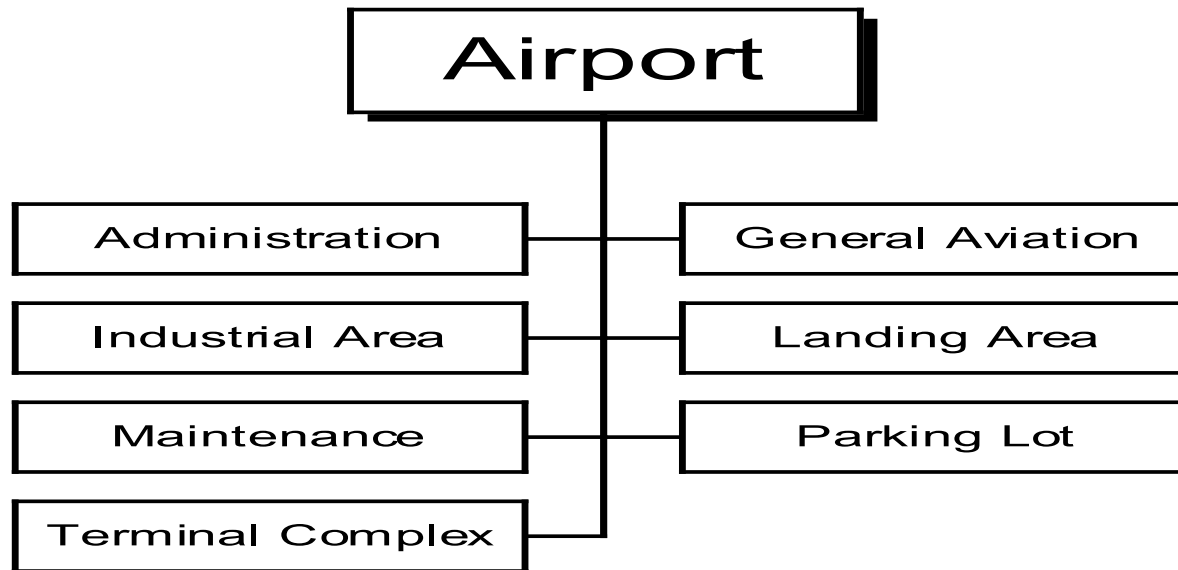 Airport
Administration
General Aviation
Industrial Area
Landing Area
Maintenance
Parking Lot
Terminal Complex